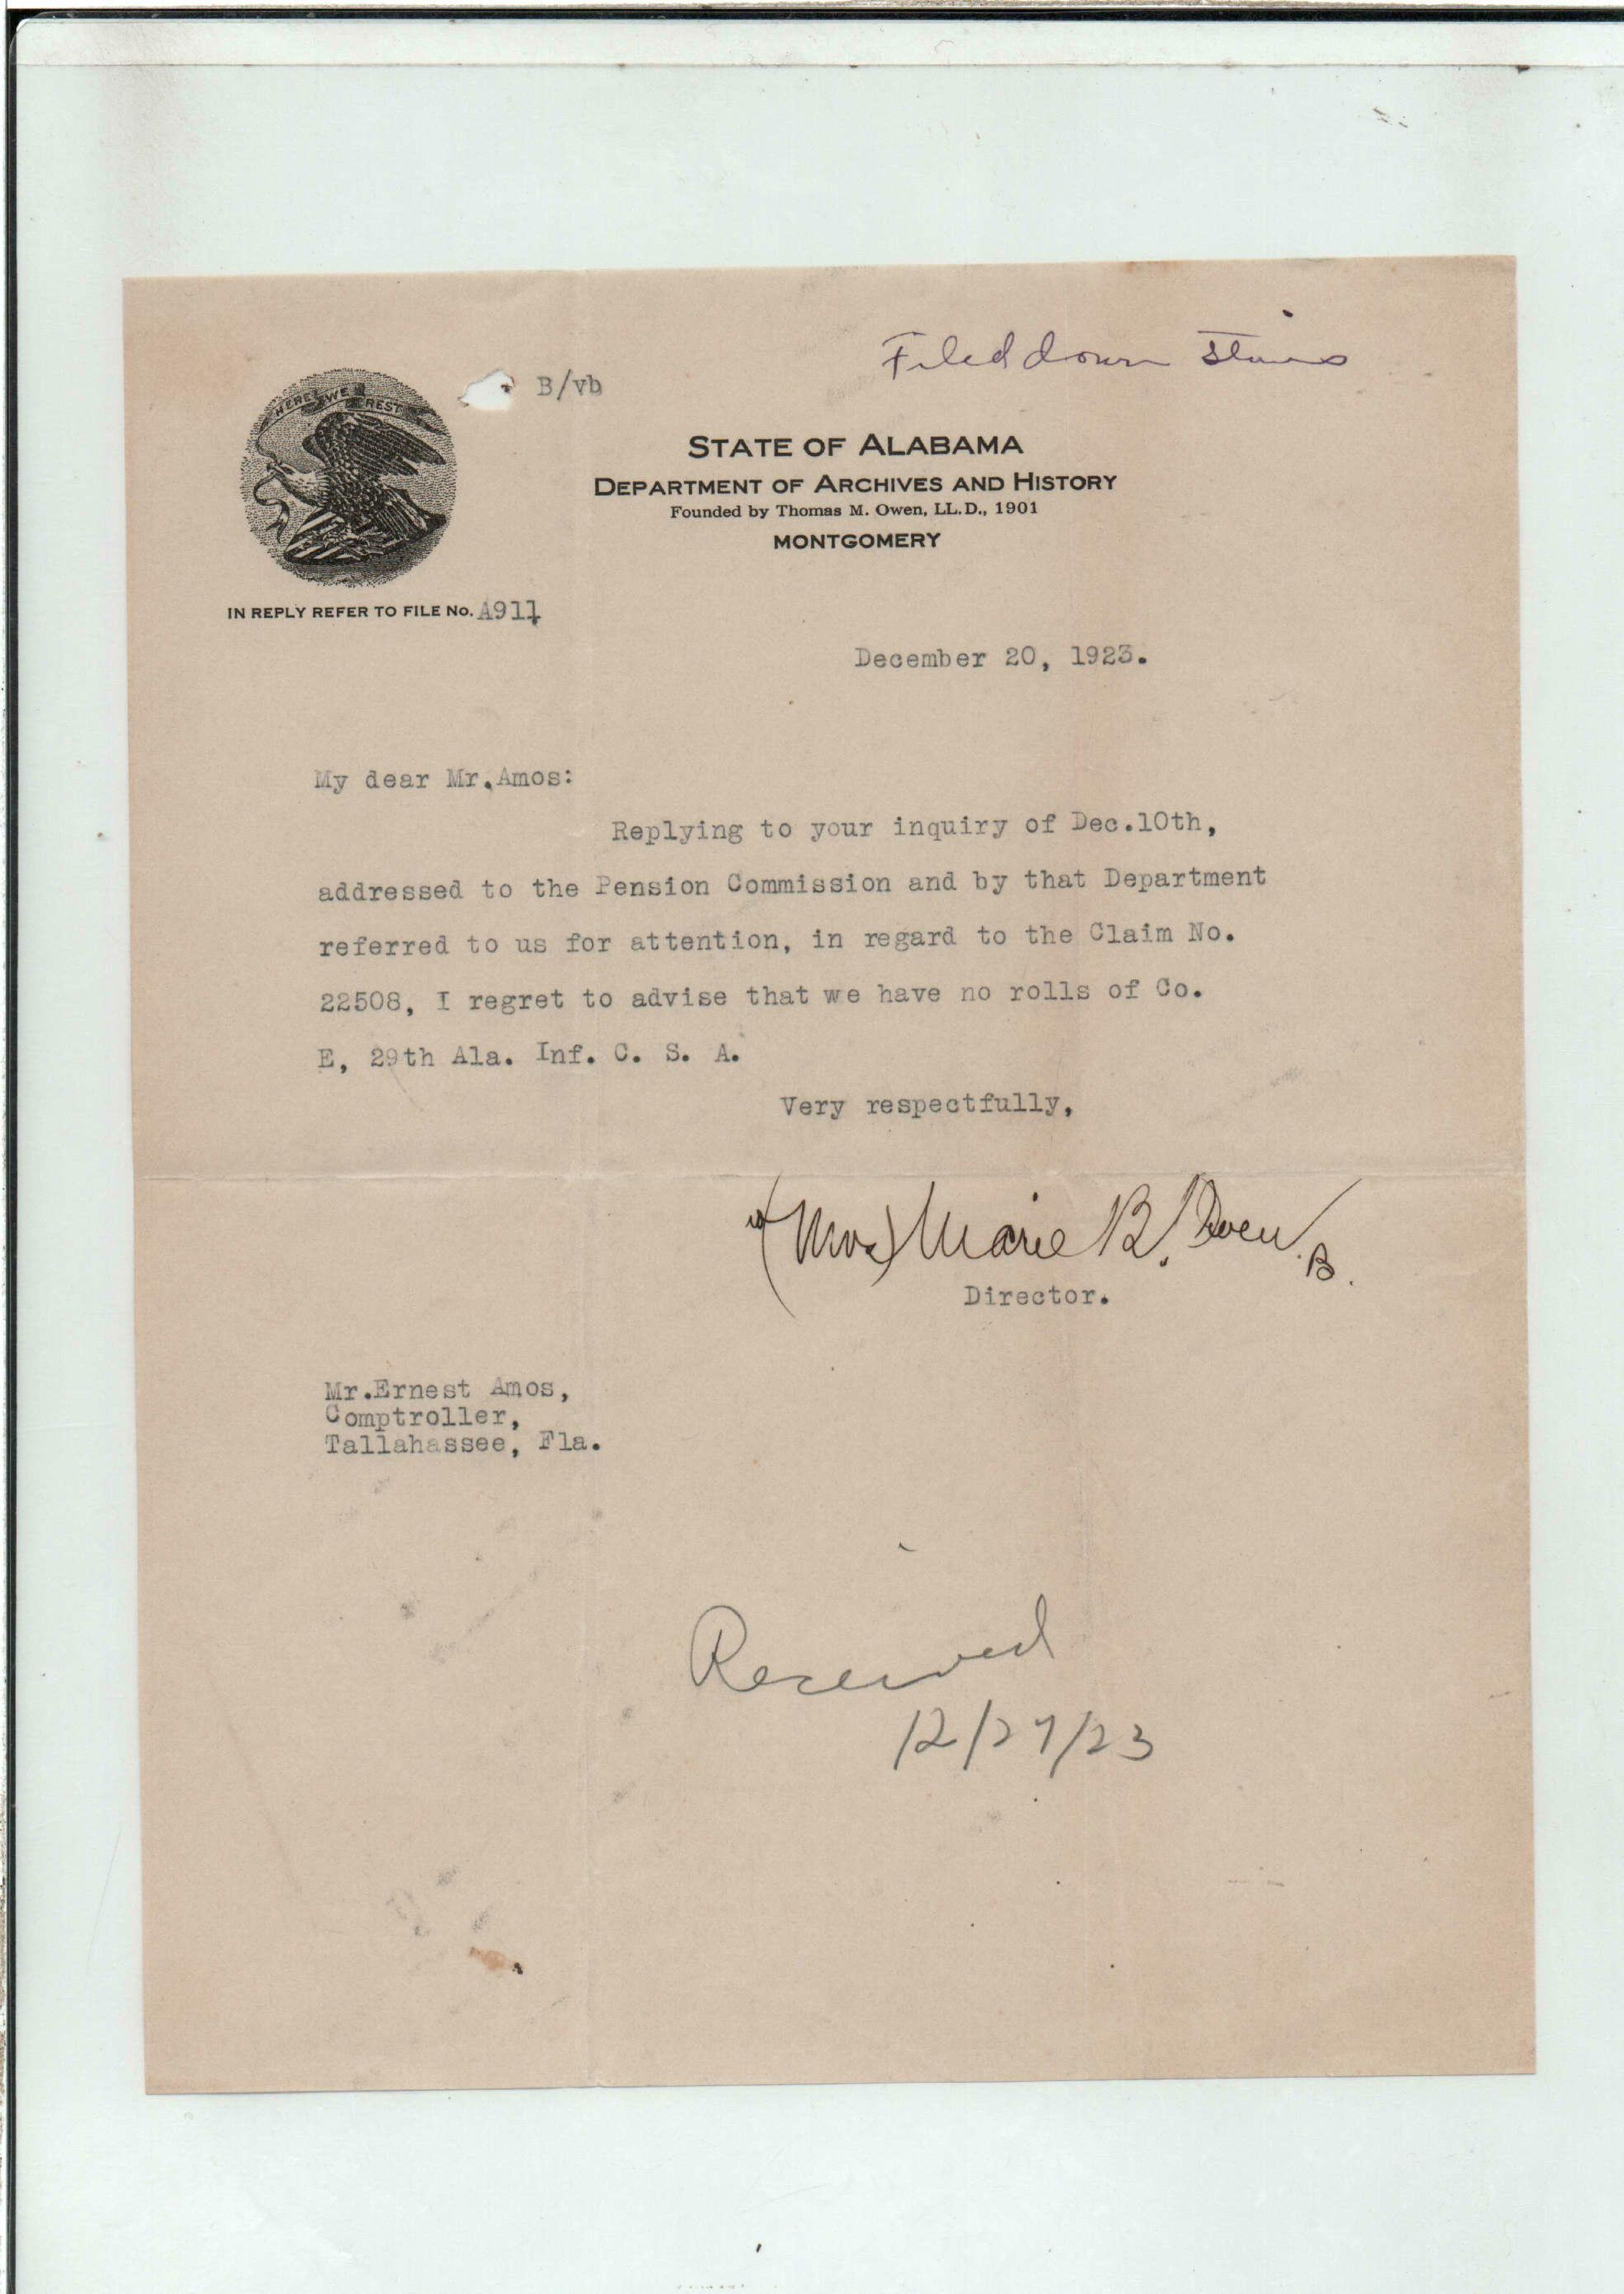 Filed down Stairs
B/vb
HERE WE REST
STATE OF ALABAMA
DEPARTMENT OF ARCHIVES AND HISTORY
Founded by Thomas M. Owen, LL.D., 1901
MONTGOMERY
IN REPLY REFER TO FILE No. A911
December 20, 1923.
My dear Mr.Amos:
Replying to your inquiry of Dec.10th,
addressed to the Pension Commission and by that Department
referred to us for attention, in regard to the Claim No.
22508, I regret to advise that we have no rolls of Co.
E, 29th Ala. Inf. C. S. A.
Very respectfully,
(Mrs) Marie B. Owen.
B.
Director.
Mr.Ernest Amos,
Comptroller,
Tallahassee, Fla.
Received
12/27/23